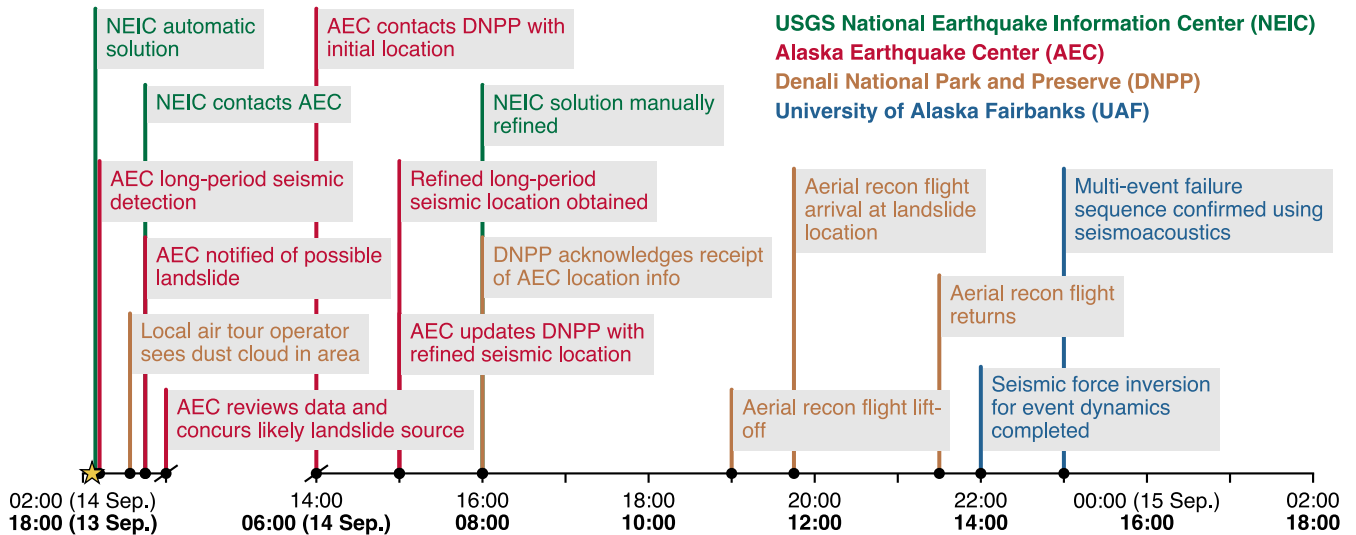 NEIC automatic
solution
AEC contacts DNPP with
initial location
USGS National Earthquake Information Center (NEIC)
Alaska Earthquake Center (AEC)
Denali National Park and Preserve (DNPP)
University of Alaska Fairbanks (UAF)
NEIC contacts AEC
NEIC solution manually
refined
AEC long-period seismic
detection
Refined long-period
seismic location obtained
Aerial recon flight
arrival at landslide
location
Multi-event failure
sequence confirmed using
seismoacoustics
AEC notified of possible
landslide
DNPP acknowledges receipt
of AEC location info
Aerial recon flight
returns
Local air tour operator
sees dust cloud in area
AEC updates DNPP with
refined seismic location
AEC reviews data and
concurs likely landslide source
Aerial recon flight lift-
off
Seismic force inversion
for event dynamics
completed
02:00 (14 Sep.) 14:00 16:00 18:00 20:00 22:00 00:00 (15 Sep.) 02:00
18:00 (13 Sep.) 06:00 (14 Sep.) 08:00 10:00 12:00 14:00 16:00 18:00